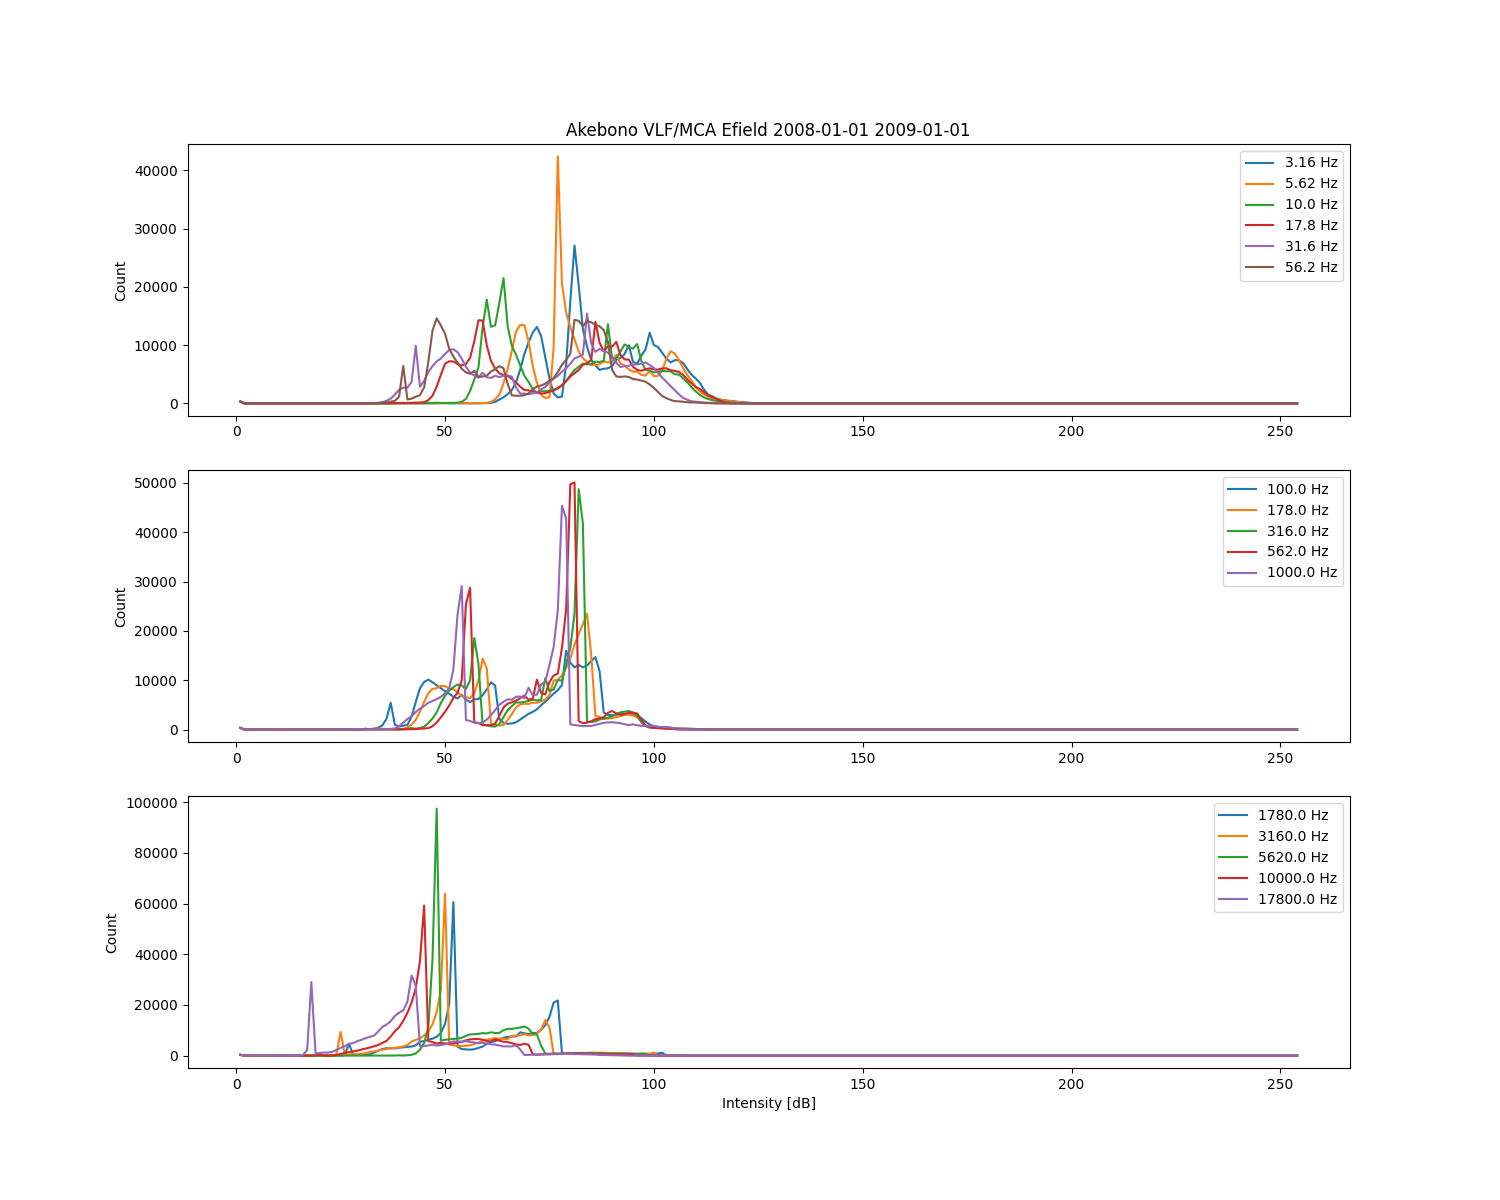 Akebono VLF/MCA Efield 2008-01-01 2009-01-01
40000
30000
20000
10000
0
Count
0 50 100 150 200 250
3.16 Hz
5.62 Hz
10.0 Hz
17.8 Hz
31.6 Hz
56.2 Hz
50000
40000
30000
20000
10000
0
Count
0 50 100 150 200 250
100.0 Hz
178.0 Hz
316.0 Hz
562.0 Hz
1000.0 Hz
100000
80000
60000
40000
20000
0
Count
0 50 100 150 200 250
Intensity [dB]
1780.0 Hz
3160.0 Hz
5620.0 Hz
10000.0 Hz
17800.0 Hz